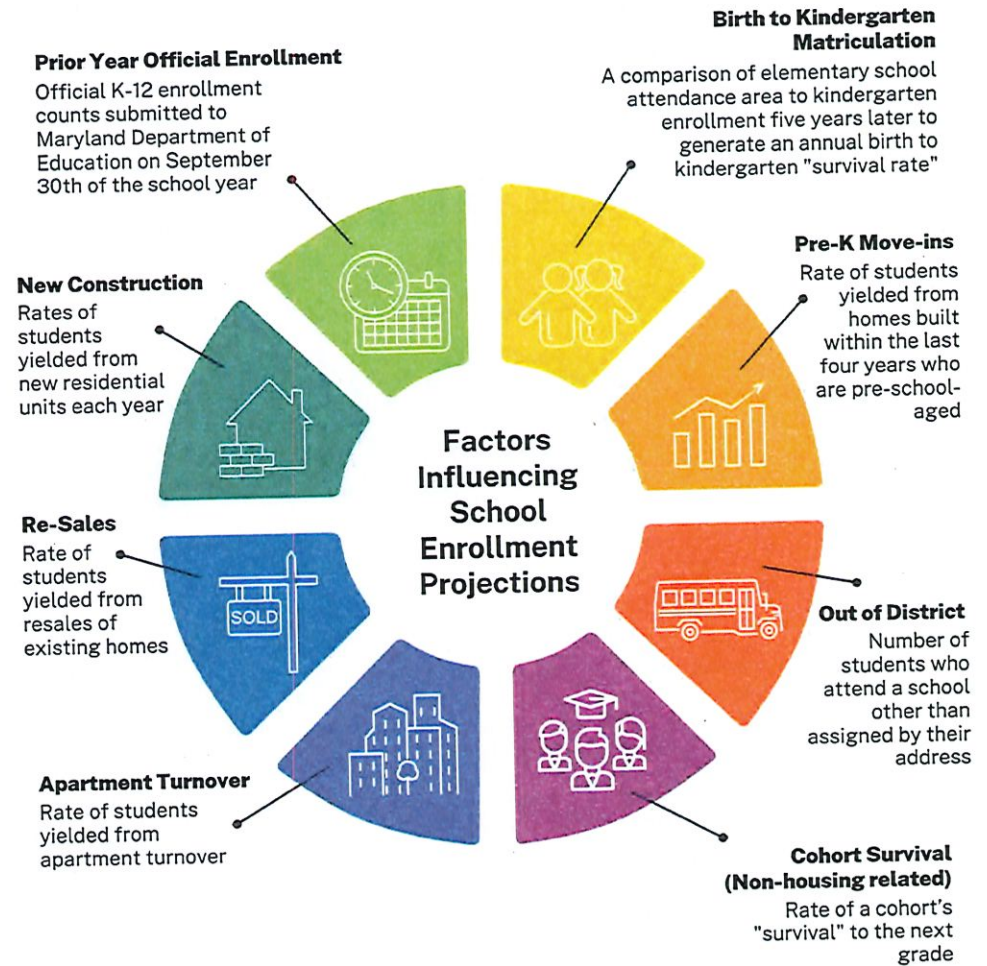 Prior Year Official Enrollment
Official K-12 enrollment
counts submitted to
Maryland Department of
Education on September
30th of the school year
Birth to Kindergarten
Matriculation
A comparison of elementary school
attendance area to kindergarten
enrollment five years later to
generate an annual birth to
kindergarten "survival rate"
Pre-K Move-ins
Rate of students
yielded from
homes built
within the last
four years who
are pre-school-
aged
Out of District
Number of
students who
attend a school
other than
assigned by their
address
Cohort Survival
(Non-housing related)
Rate of a cohort's
"survival" to the next
grade
Apartment Turnover
Rate of students
yielded from
apartment turnover
Re-Sales
Rate of
students
yielded from
resales of
existing homes
SOLD
New Construction
Rates of
students
yielded from
new residential
units each year
Factors
Influencing
School
Enrollment
Projections